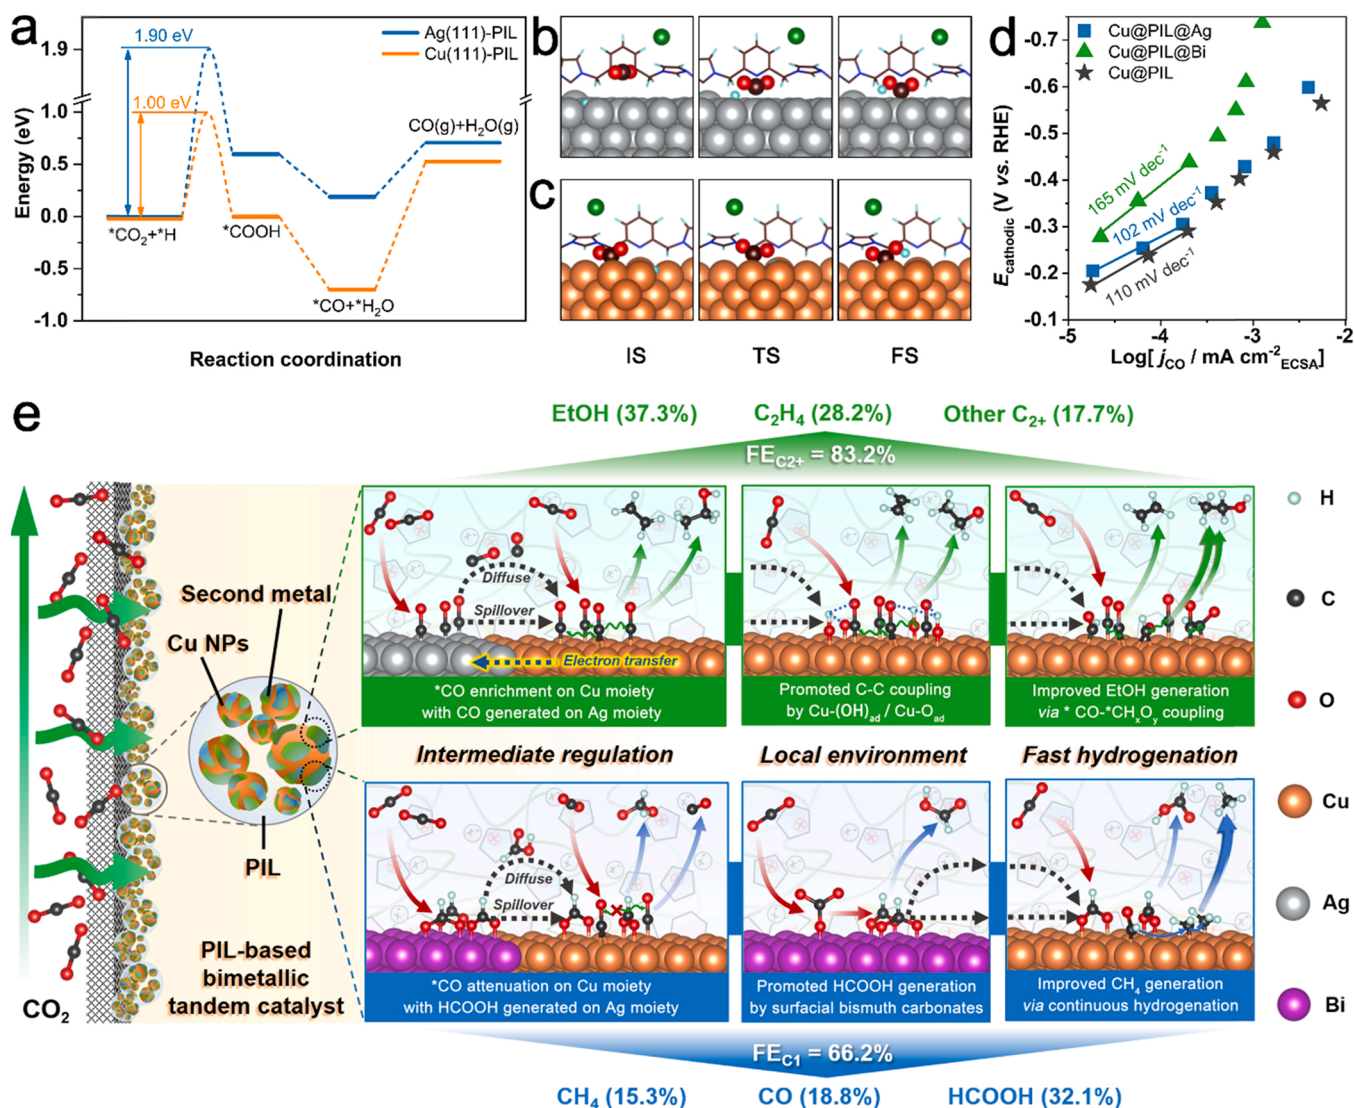 a
1.90 eV
Ag(111)-PIL
Cu(111)-PIL
1.9
1.00 eV
1.0
0.5
0.0
-0.5
-1.0
Energy (eV)
CO(g)+H₂O(g)
*CO₂+*H
*COOH
*CO+*H₂O
Reaction coordination
b
c
IS
TS
FS
d
Cu@PIL@Ag
Cu@PIL@Bi
Cu@PIL
-0.7
-0.6
-0.5
-0.4
-0.3
-0.2
-0.1
E_cathodic (V vs. RHE)
165 mV dec⁻¹
102 mV dec⁻¹
110 mV dec⁻¹
-5
-4
-3
-2
Log[ j_CO / mA cm⁻²_ECSA]
e
EtOH (37.3%)
C₂H₄ (28.2%)
Other C₂₊ (17.7%)
FE_C2+ = 83.2%
Diffuse
Spillover
Electron transfer
*CO enrichment on Cu moiety
with CO generated on Ag moiety
Promoted C-C coupling
by Cu-(OH)_ad / Cu-O_ad
Improved EtOH generation
via * CO-*CHₓO_y coupling
Second metal
Cu NPs
PIL
PIL-based
bimetallic
tandem catalyst
CO₂
Intermediate regulation
Local environment
Fast hydrogenation
Diffuse
Spillover
*CO attenuation on Cu moiety
with HCOOH generated on Ag moiety
Promoted HCOOH generation
by surfacial bismuth carbonates
Improved CH₄ generation
via continuous hydrogenation
FE_C1 = 66.2%
CH₄ (15.3%)
CO (18.8%)
HCOOH (32.1%)
H
C
O
Cu
Ag
Bi